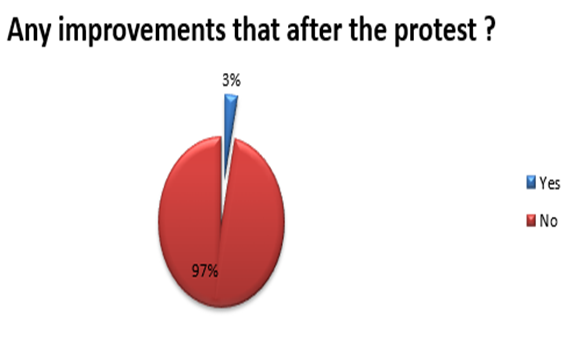 Any improvements that after the protest ?
3%
97%
Yes
No